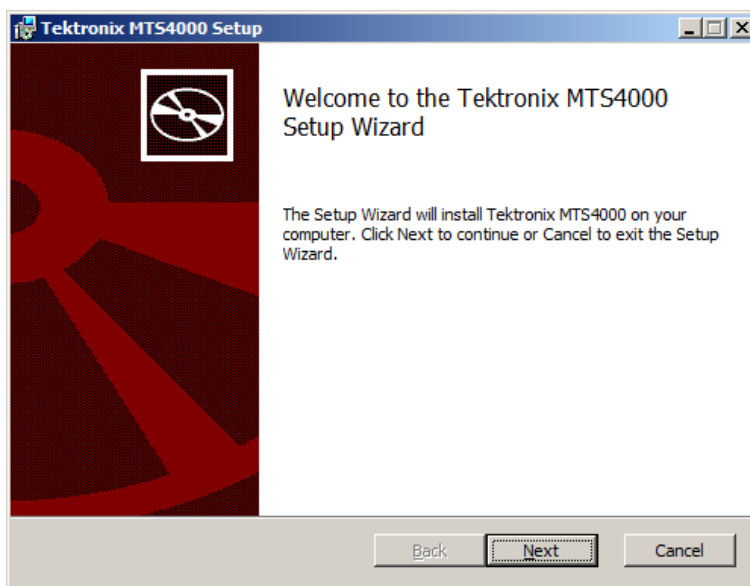 Tektronix MTS4000 Setup
Welcome to the Tektronix MTS4000
Setup Wizard
The Setup Wizard will install Tektronix MTS4000 on your
computer. Click Next to continue or Cancel to exit the Setup
Wizard.
Back Next Cancel